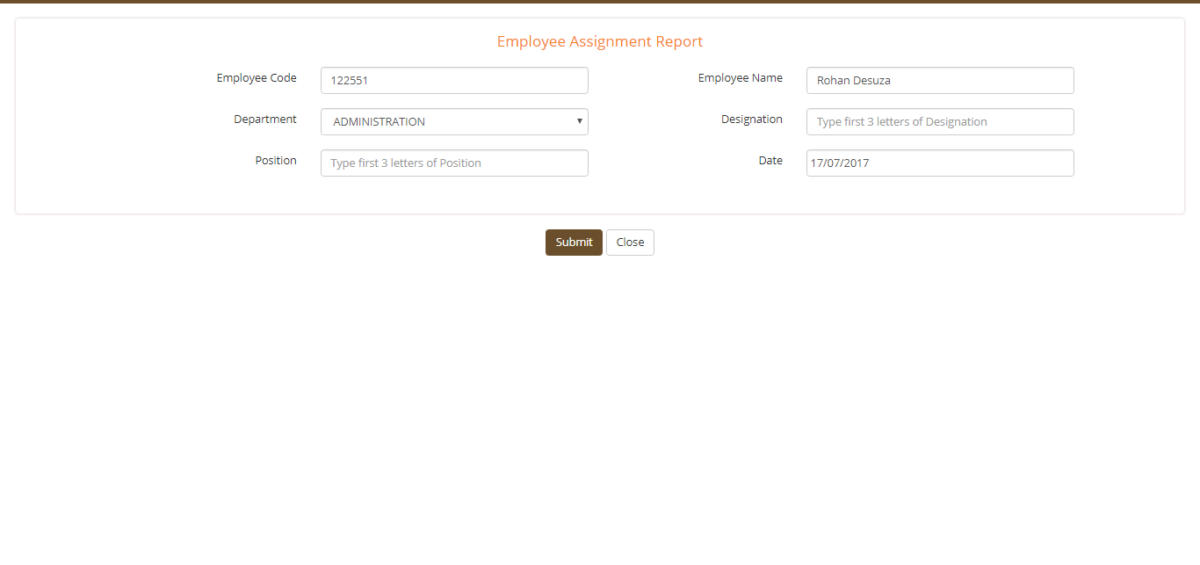 Employee Assignment Report
Employee Code 122551 Employee Name Rohan Desuza
Department ADMINISTRATION Designation Type first 3 letters of Designation
Position Type first 3 letters of Position Date 17/07/2017
Submit Close